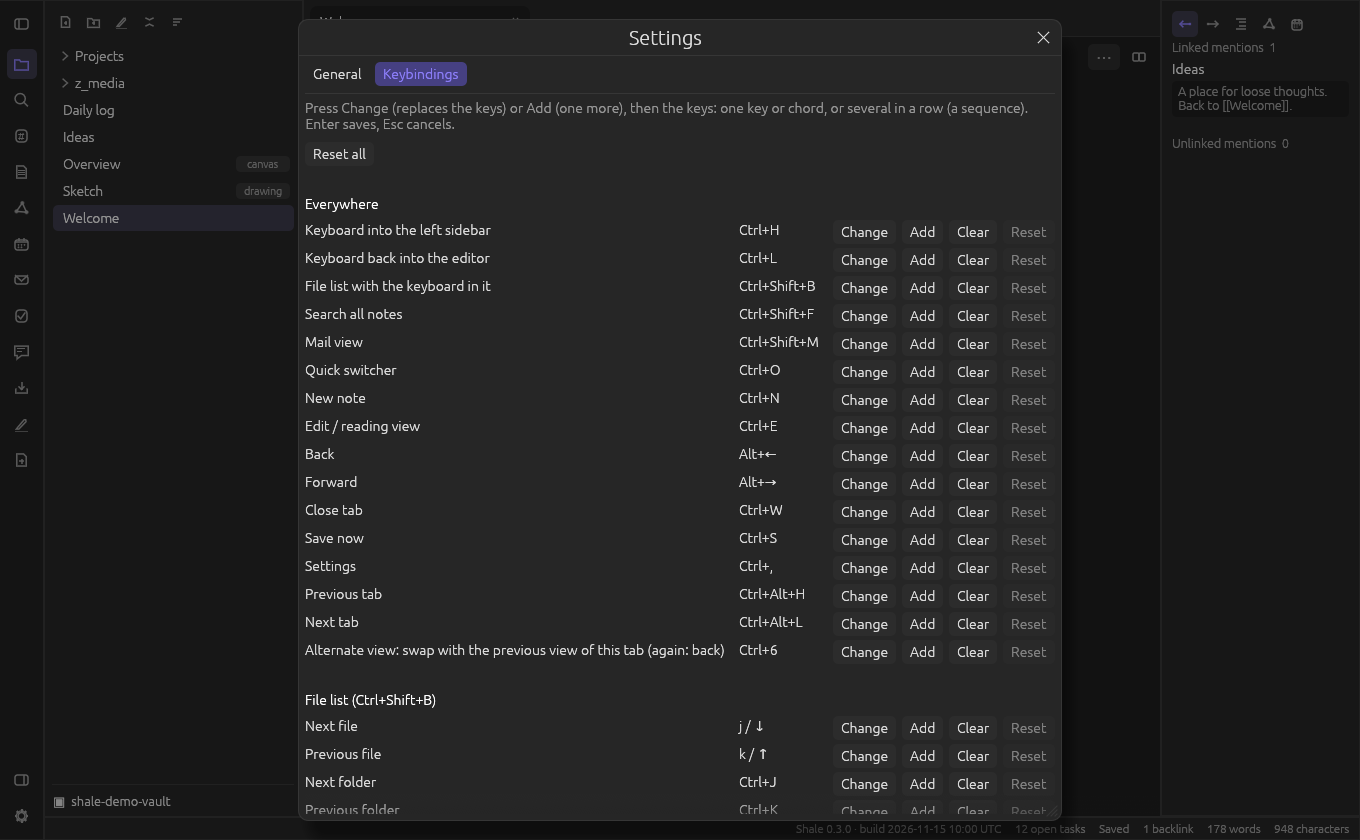 Settings
General Keybindings
Press Change (replaces the keys) or Add (one more), then the keys: one key or chord, or several in a row (a sequence).
Enter saves, Esc cancels.
Reset all
Everywhere
Keyboard into the left sidebar Ctrl+H Change Add Clear Reset
Keyboard back into the editor Ctrl+L Change Add Clear Reset
File list with the keyboard in it Ctrl+Shift+B Change Add Clear Reset
Search all notes Ctrl+Shift+F Change Add Clear Reset
Mail view Ctrl+Shift+M Change Add Clear Reset
Quick switcher Ctrl+O Change Add Clear Reset
New note Ctrl+N Change Add Clear Reset
Edit / reading view Ctrl+E Change Add Clear Reset
Back Alt+← Change Add Clear Reset
Forward Alt+→ Change Add Clear Reset
Close tab Ctrl+W Change Add Clear Reset
Save now Ctrl+S Change Add Clear Reset
Settings Ctrl+, Change Add Clear Reset
Previous tab Ctrl+Alt+H Change Add Clear Reset
Next tab Ctrl+Alt+L Change Add Clear Reset
Alternate view: swap with the previous view of this tab (again: back) Ctrl+6 Change Add Clear Reset
File list (Ctrl+Shift+B)
Next file j / ↓ Change Add Clear Reset
Previous file k / ↑ Change Add Clear Reset
Next folder Ctrl+J Change Add Clear Reset
Previous folder Ctrl+K Change Add Clear Reset
Projects
z_media
Daily log
Ideas
Overview canvas
Sketch drawing
Welcome
shale-demo-vault
Linked mentions 1
Ideas
A place for loose thoughts.
Back to [[Welcome]].
Unlinked mentions 0
Shale 0.3.0 · build 2026-11-15 10:00 UTC 12 open tasks Saved 1 backlink 178 words 948 characters